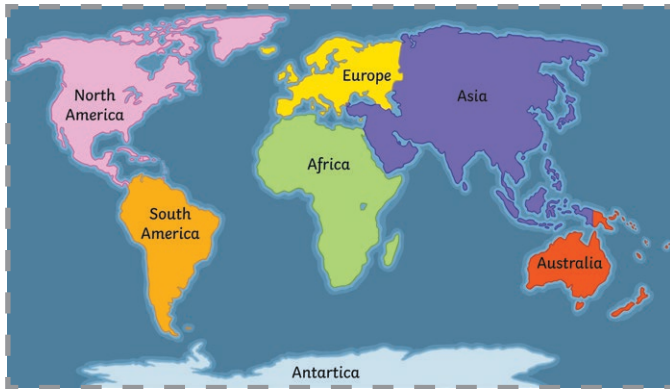 North
America
Europe
Asia
Africa
South
America
Australia
Antartica